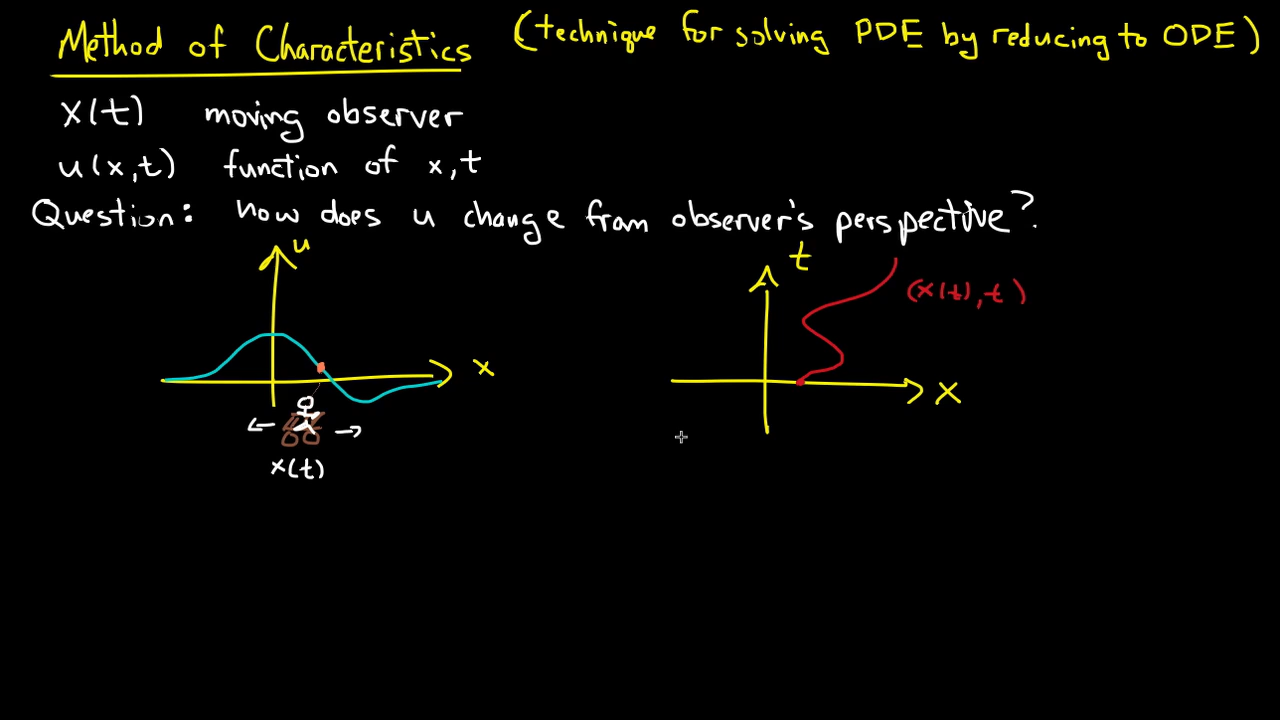 Method of Characteristics (technique for solving PDE by reducing to ODE)
x(t) moving observer
u(x,t) function of x,t
Question: how does u change from observer's perspective?
u
t
(x(t),t)
x
x
x(t)